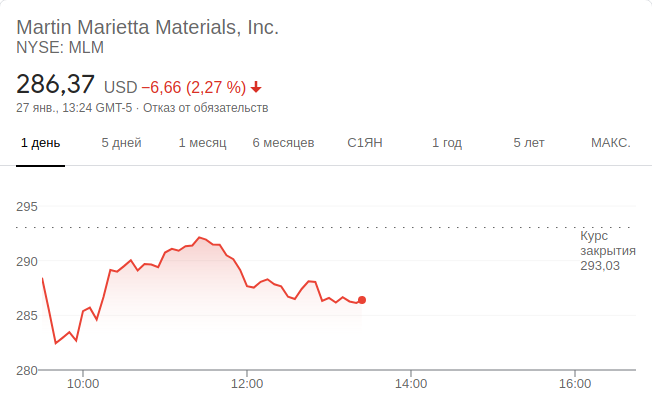 Martin Marietta Materials, Inc.
NYSE: MLM
286,37 USD −6,66 (2,27 %)
27 янв., 13:24 GMT-5 · Отказ от обязательств
1 день 5 дней 1 месяц 6 месяцев С1ЯН 1 год 5 лет МАКС.
295
Курс
закрытия
293,03
290
285
280
10:00 12:00 14:00 16:00